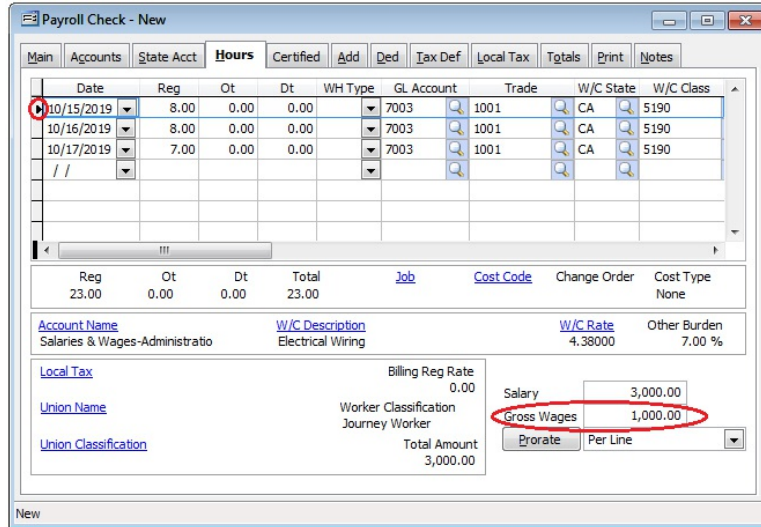 Payroll Check - New
Main Accounts State Acct Hours Certified Add Ded Tax Def Local Tax Totals Print Notes
Date Reg Ot Dt WH Type GL Account Trade W/C State W/C Class
10/15/2019 8.00 0.00 0.00 7003 1001 CA 5190
10/16/2019 8.00 0.00 0.00 7003 1001 CA 5190
10/17/2019 7.00 0.00 0.00 7003 1001 CA 5190
/ /
Reg Ot Dt Total Job Cost Code Change Order Cost Type
23.00 0.00 0.00 23.00 None
Account Name W/C Description W/C Rate Other Burden
Salaries & Wages-Administratio Electrical Wiring 4.38000 7.00 %
Local Tax Billing Reg Rate
0.00
Union Name Worker Classification
Journey Worker
Union Classification Total Amount
3,000.00
Salary 3,000.00
Gross Wages 1,000.00
Prorate Per Line
New